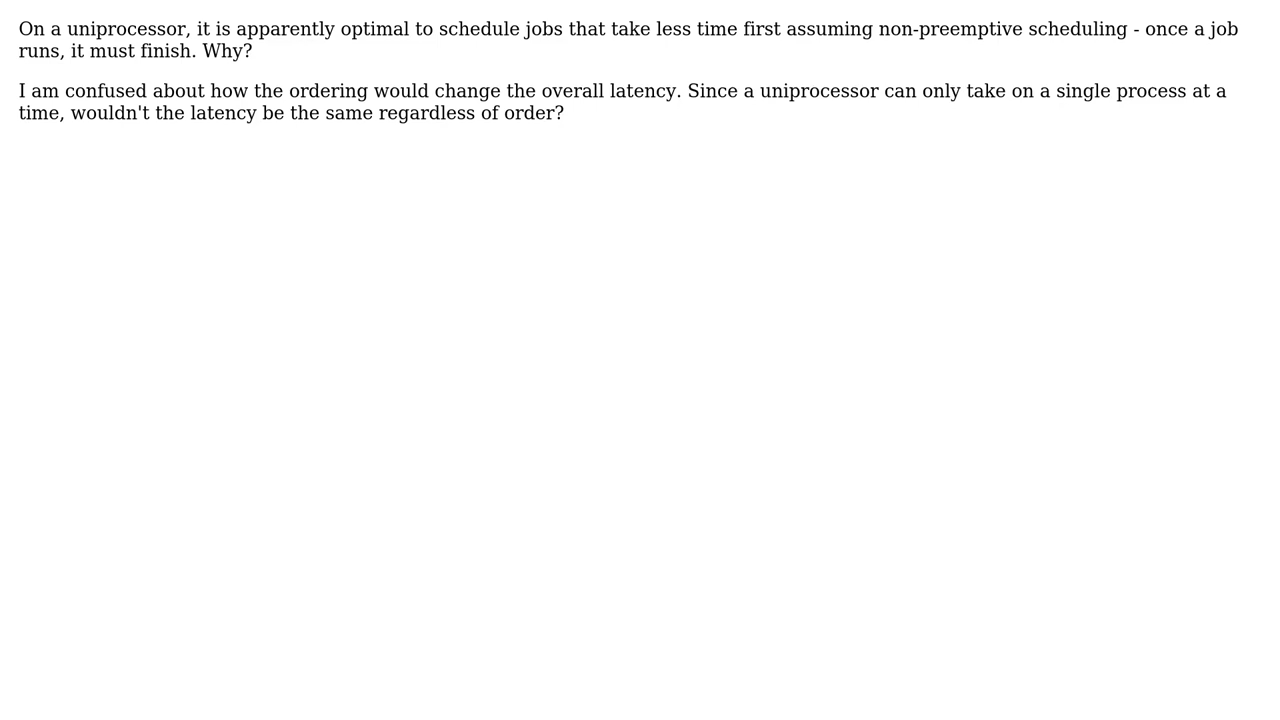 On a uniprocessor, it is apparently optimal to schedule jobs that take less time first assuming non-preemptive scheduling - once a job
runs, it must finish. Why?
I am confused about how the ordering would change the overall latency. Since a uniprocessor can only take on a single process at a
time, wouldn't the latency be the same regardless of order?